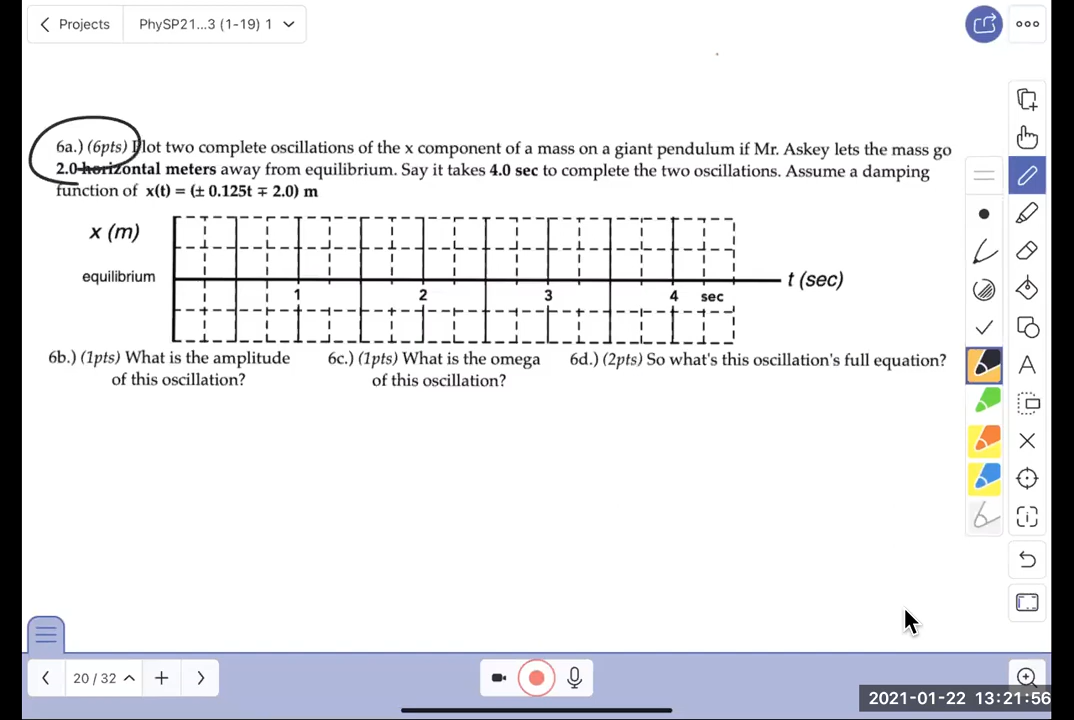 Projects
PhySP21...3 (1-19) 1
6a.) (6pts) Plot two complete oscillations of the x component of a mass on a giant pendulum if Mr. Askey lets the mass go
2.0 horizontal meters away from equilibrium. Say it takes 4.0 sec to complete the two oscillations. Assume a damping
function of x(t) = (± 0.125t ∓ 2.0) m
x (m)
equilibrium
t (sec)
1 2 3 4 sec
6b.) (1pts) What is the amplitude
of this oscillation?
6c.) (1pts) What is the omega
of this oscillation?
6d.) (2pts) So what's this oscillation's full equation?
A
20 / 32
2021-01-22 13:21:56